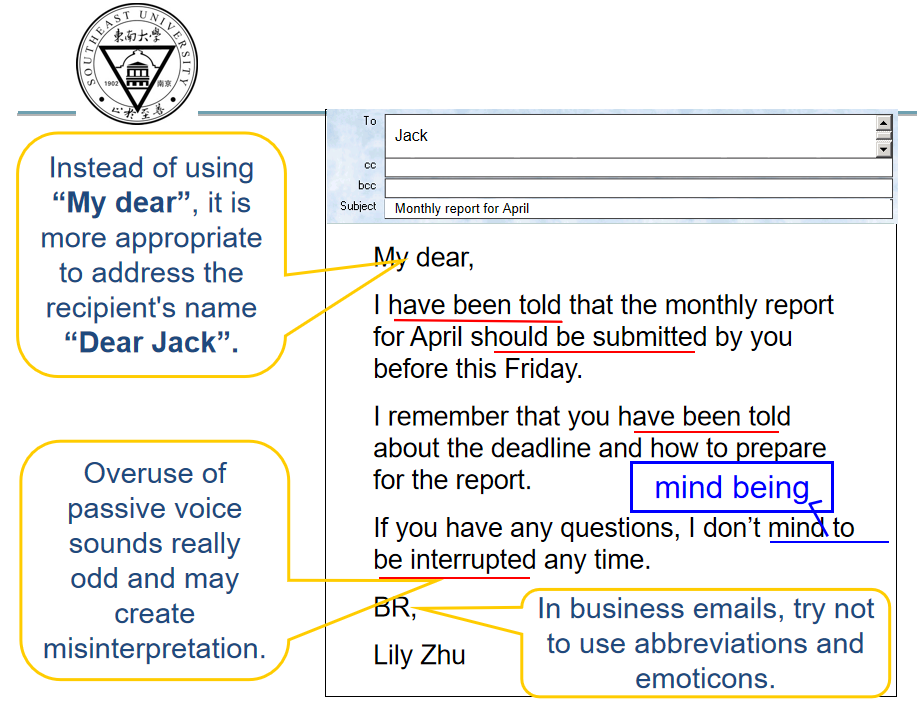 SOUTHEAST UNIVERSITY
東南大學
1902 南京
止於至善
To Jack
cc
bcc
Subject Monthly report for April
Instead of using
“My dear”, it is
more appropriate
to address the
recipient's name
“Dear Jack”.
My dear,
I have been told that the monthly report
for April should be submitted by you
before this Friday.
I remember that you have been told
about the deadline and how to prepare
for the report.
mind being
If you have any questions, I don’t mind to
be interrupted any time.
Overuse of
passive voice
sounds really
odd and may
create
misinterpretation.
BR,
Lily Zhu
In business emails, try not
to use abbreviations and
emoticons.